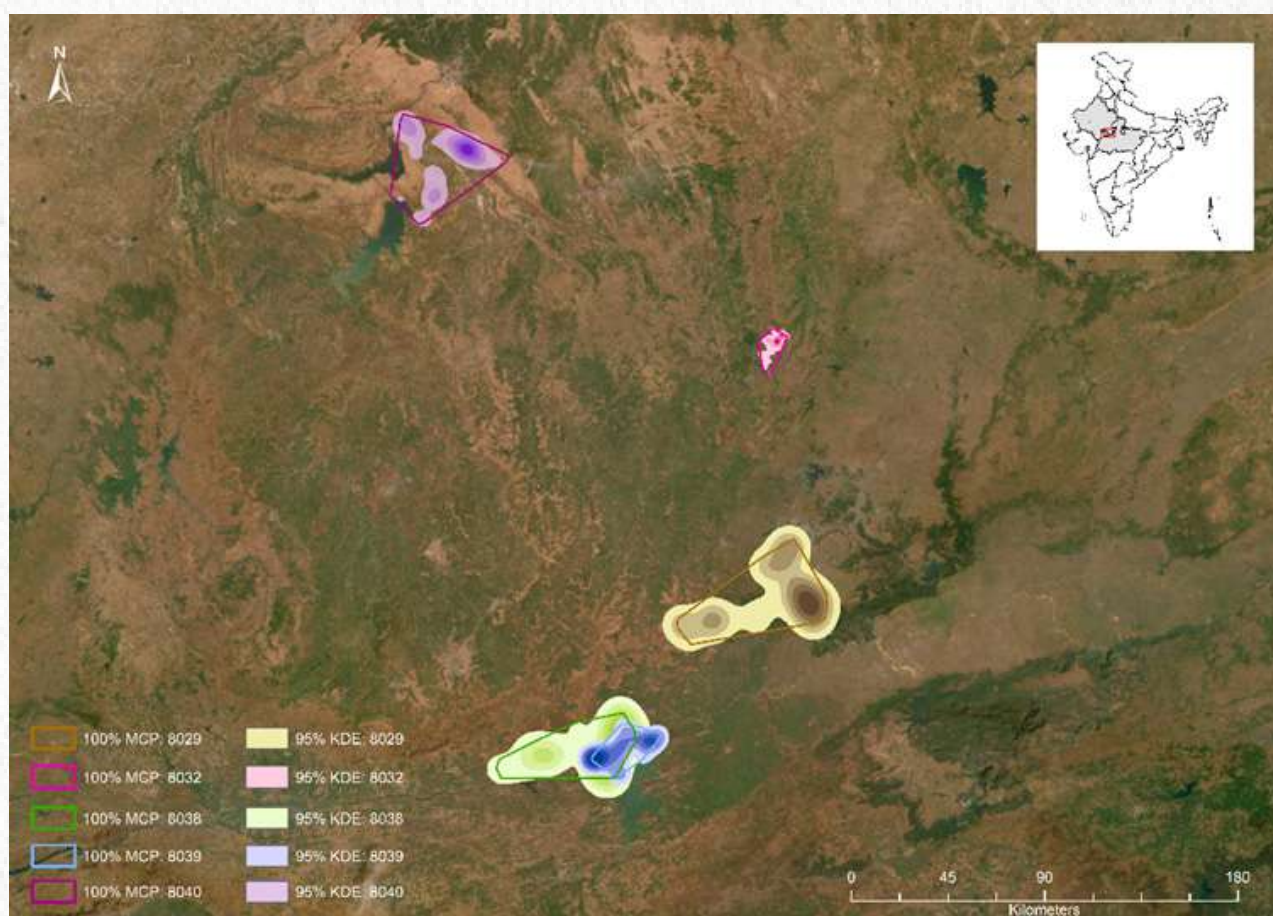 N
100% MCP: 8029
95% KDE: 8029
100% MCP: 8032
95% KDE: 8032
100% MCP: 8038
95% KDE: 8038
100% MCP: 8039
95% KDE: 8039
100% MCP: 8040
95% KDE: 8040
0 45 90 180
Kilometers